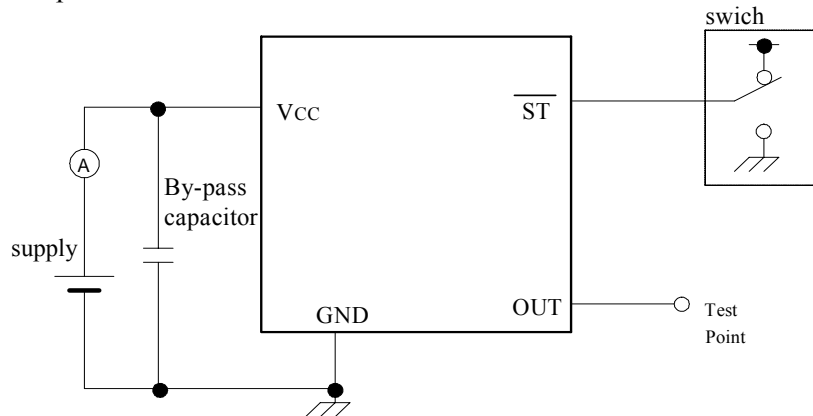 swich
VCC
ST
A
By-pass
capacitor
supply
GND
OUT
Test
Point